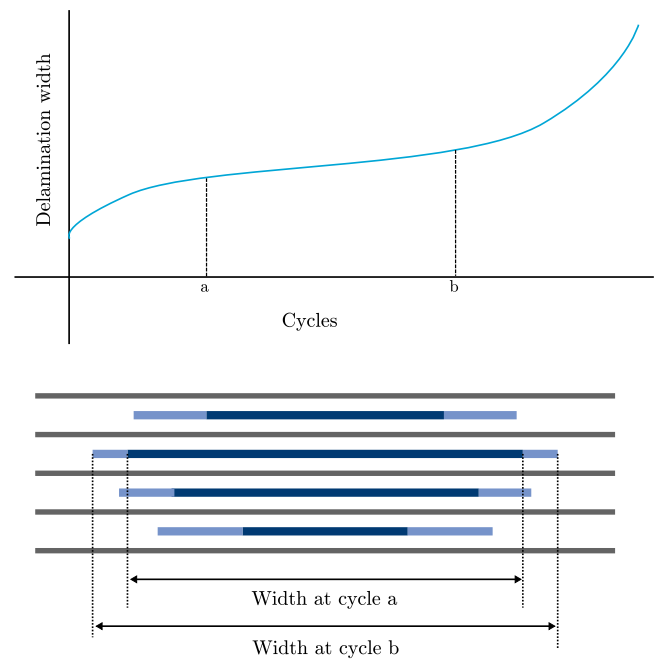 Delamination width
a
b
Cycles
Width at cycle a
Width at cycle b